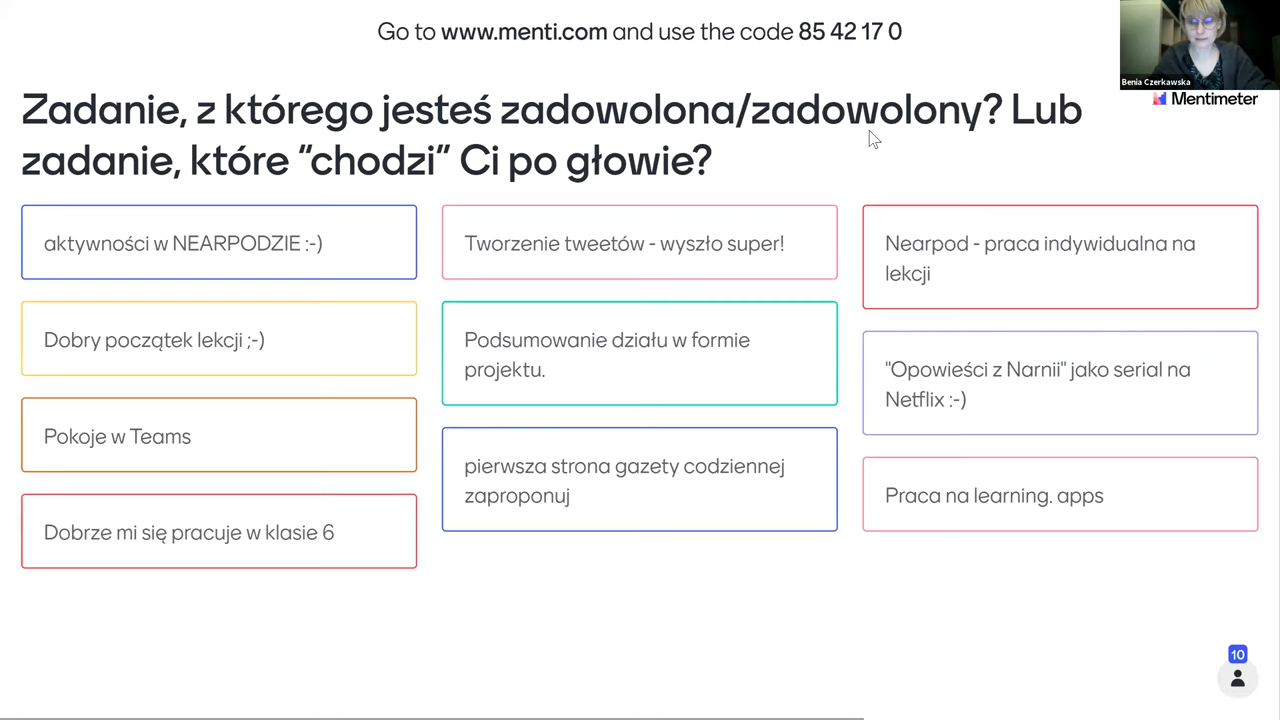 Go to www.menti.com and use the code 85 42 17 0
Benia Czerkawska
Mentimeter
Zadanie, z którego jesteś zadowolona/zadowolony? Lub
zadanie, które "chodzi" Ci po głowie?
aktywności w NEARPODZIE :-)
Dobry początek lekcji ;-)
Pokoje w Teams
Dobrze mi się pracuje w klasie 6
Tworzenie tweetów - wyszło super!
Podsumowanie działu w formie
projektu.
pierwsza strona gazety codziennej
zaproponuj
Nearpod - praca indywidualna na
lekcji
"Opowieści z Narnii" jako serial na
Netflix :-)
Praca na learning. apps
10